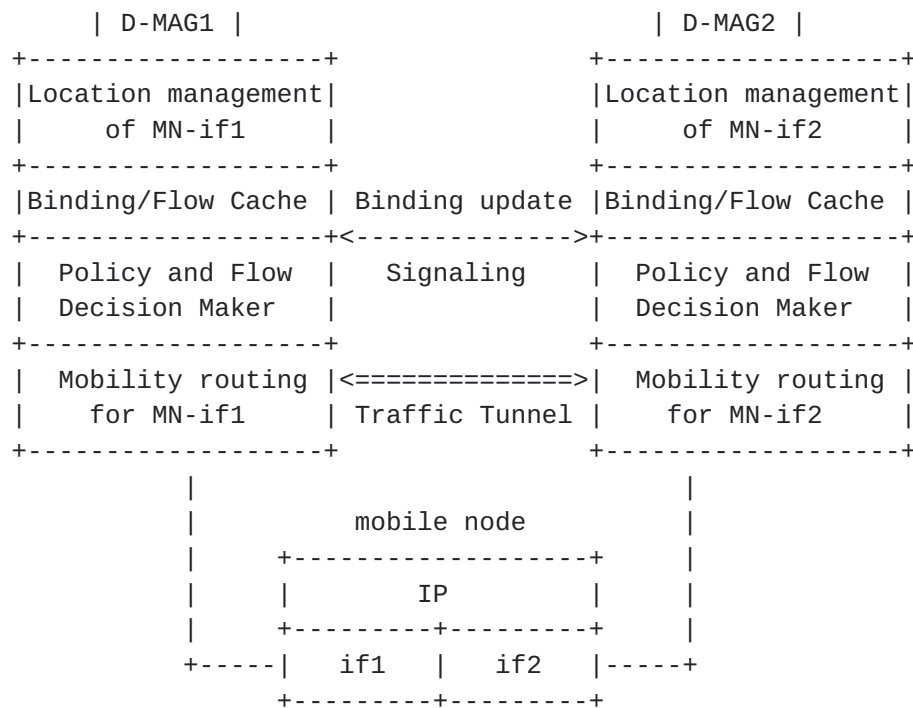 | D-MAG1 |                          | D-MAG2 |
+-------------------+                +-------------------+
|Location management|                |Location management|
|     of MN-if1     |                |     of MN-if2     |
+-------------------+                +-------------------+
|Binding/Flow Cache | Binding update |Binding/Flow Cache |
+-------------------+<-------------->+-------------------+
|  Policy and Flow  |   Signaling    |  Policy and Flow  |
|  Decision Maker   |                |  Decision Maker   |
+-------------------+                +-------------------+
|  Mobility routing |<==============>|  Mobility routing |
|    for MN-if1     | Traffic Tunnel |    for MN-if2     |
+-------------------+                +-------------------+
|                               |
|          mobile node          |
|     +-------------------+     |
|     |        IP         |     |
|     +---------+---------+     |
+-----|   if1   |   if2   |-----+
+---------+---------+